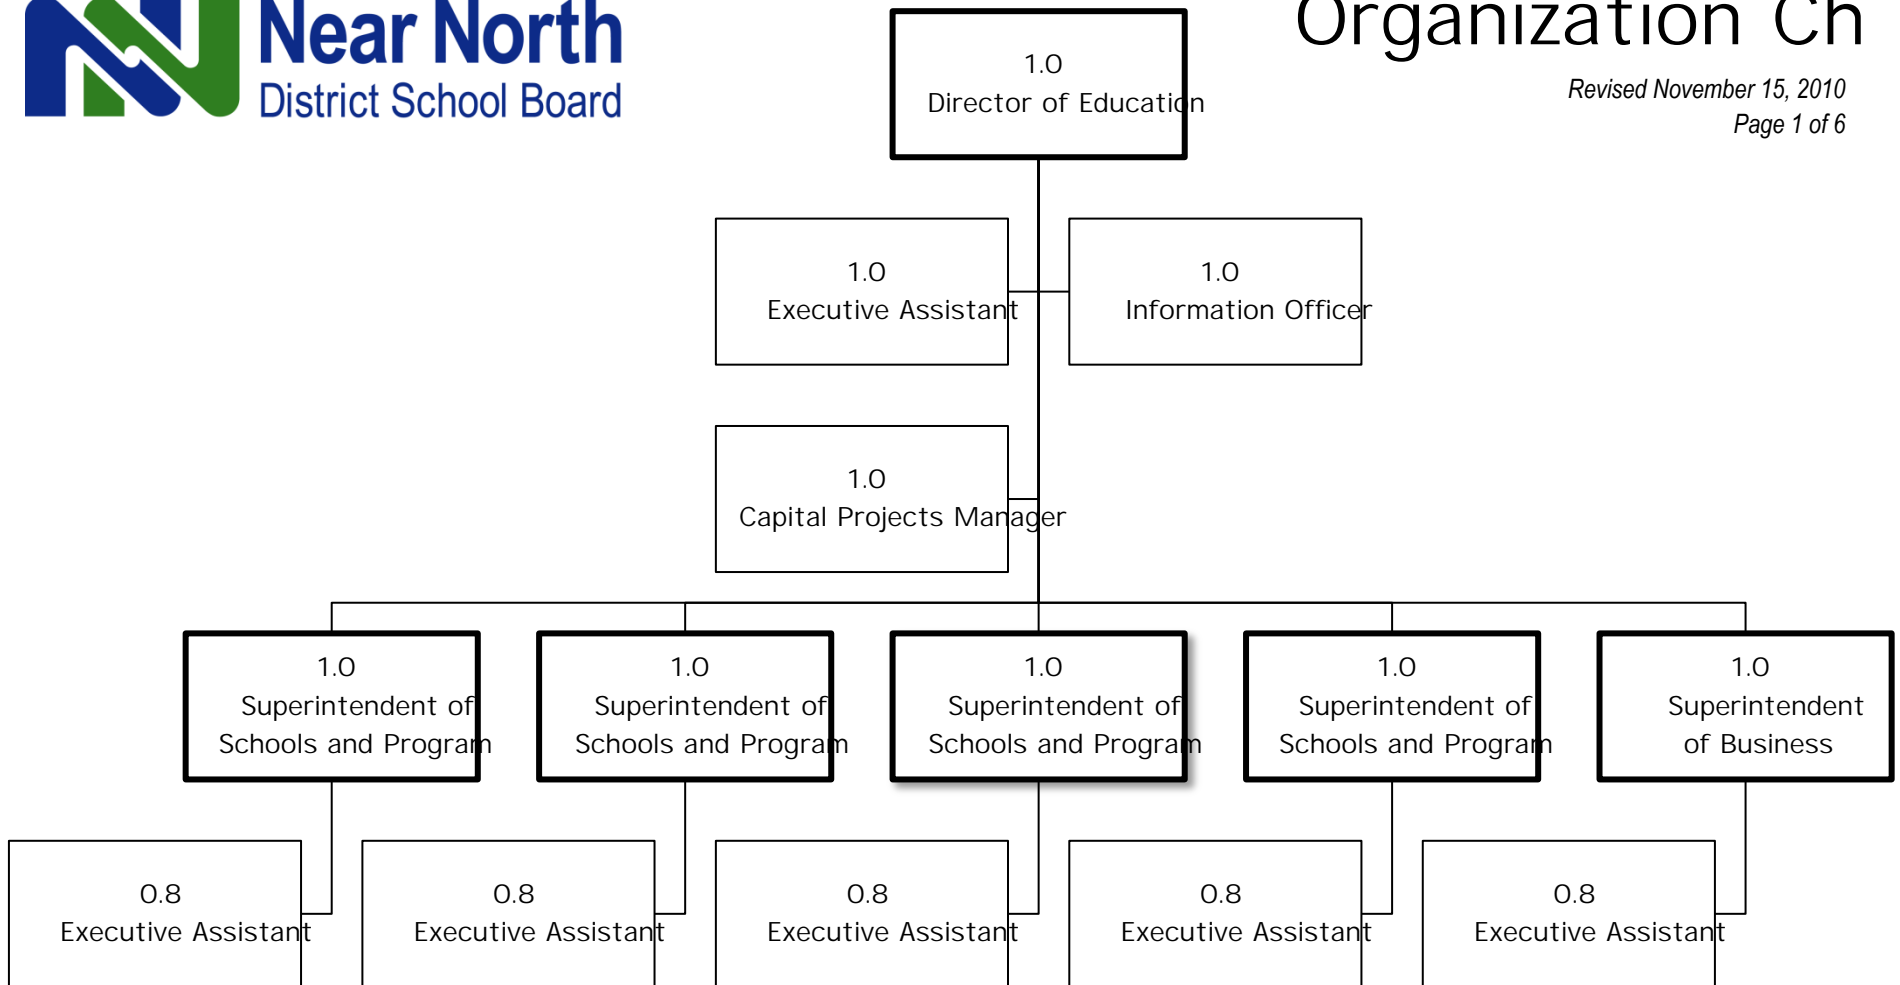 Near North
District School Board
Organization Ch
Revised November 15, 2010
Page 1 of 6
1.0
Director of Education
1.0
Executive Assistant
1.0
Information Officer
1.0
Capital Projects Manager
1.0
Superintendent of
Schools and Program
1.0
Superintendent of
Schools and Program
1.0
Superintendent of
Schools and Program
1.0
Superintendent of
Schools and Program
1.0
Superintendent
of Business
0.8
Executive Assistant
0.8
Executive Assistant
0.8
Executive Assistant
0.8
Executive Assistant
0.8
Executive Assistant